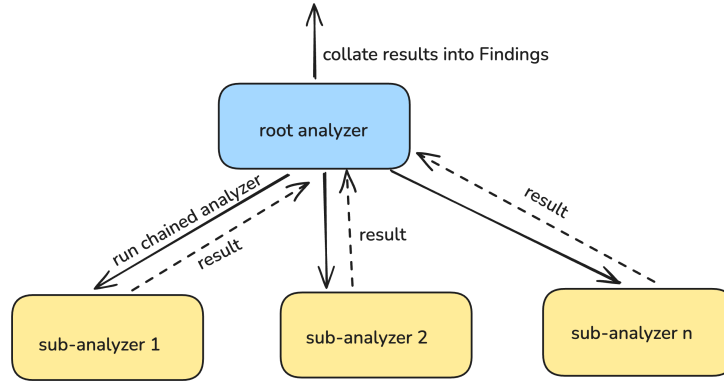 collate results into Findings
root analyzer
run chained analyzer
result
result
result
sub-analyzer 1
sub-analyzer 2
sub-analyzer n